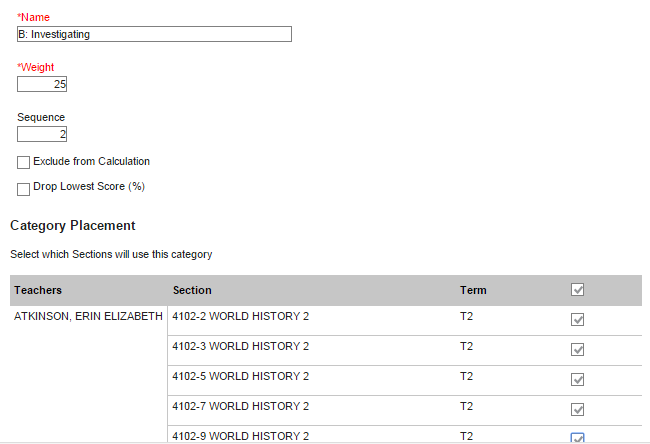 *Name
B: Investigating
*Weight
25
Sequence
2
Exclude from Calculation
Drop Lowest Score (%)
Category Placement
Select which Sections will use this category
Teachers Section Term
ATKINSON, ERIN ELIZABETH 4102-2 WORLD HISTORY 2 T2
4102-3 WORLD HISTORY 2 T2
4102-5 WORLD HISTORY 2 T2
4102-7 WORLD HISTORY 2 T2
4102-9 WORLD HISTORY 2 T2